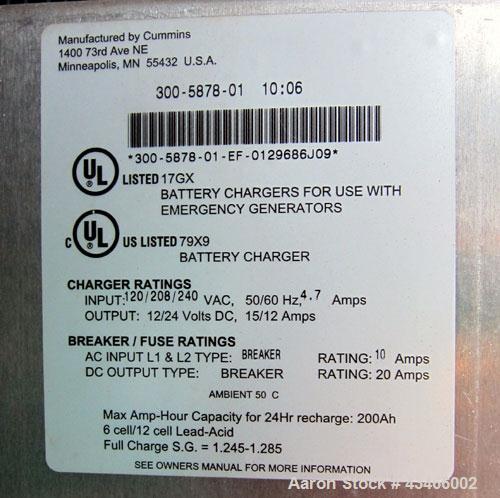 Manufactured by Cummins
1400 73rd Ave NE
Minneapolis, MN 55432 U.S.A.
300-5878-01 10:06
*300-5878-01-EF-0129686J09*
UL LISTED 17GX
BATTERY CHARGERS FOR USE WITH
EMERGENCY GENERATORS
C UL US LISTED 79X9
BATTERY CHARGER
CHARGER RATINGS
INPUT:120/208/240 VAC, 50/60 Hz,4.7 Amps
OUTPUT: 12/24 Volts DC, 15/12 Amps
BREAKER / FUSE RATINGS
AC INPUT L1 & L2 TYPE: BREAKER RATING: 10 Amps
DC OUTPUT TYPE: BREAKER RATING: 20 Amps
AMBIENT 50 C
Max Amp-Hour Capacity for 24Hr recharge: 200Ah
6 cell/12 cell Lead-Acid
Full Charge S.G. = 1.245-1.285
SEE OWNERS MANUAL FOR MORE INFORMATION
Aaron Stock # 45466002